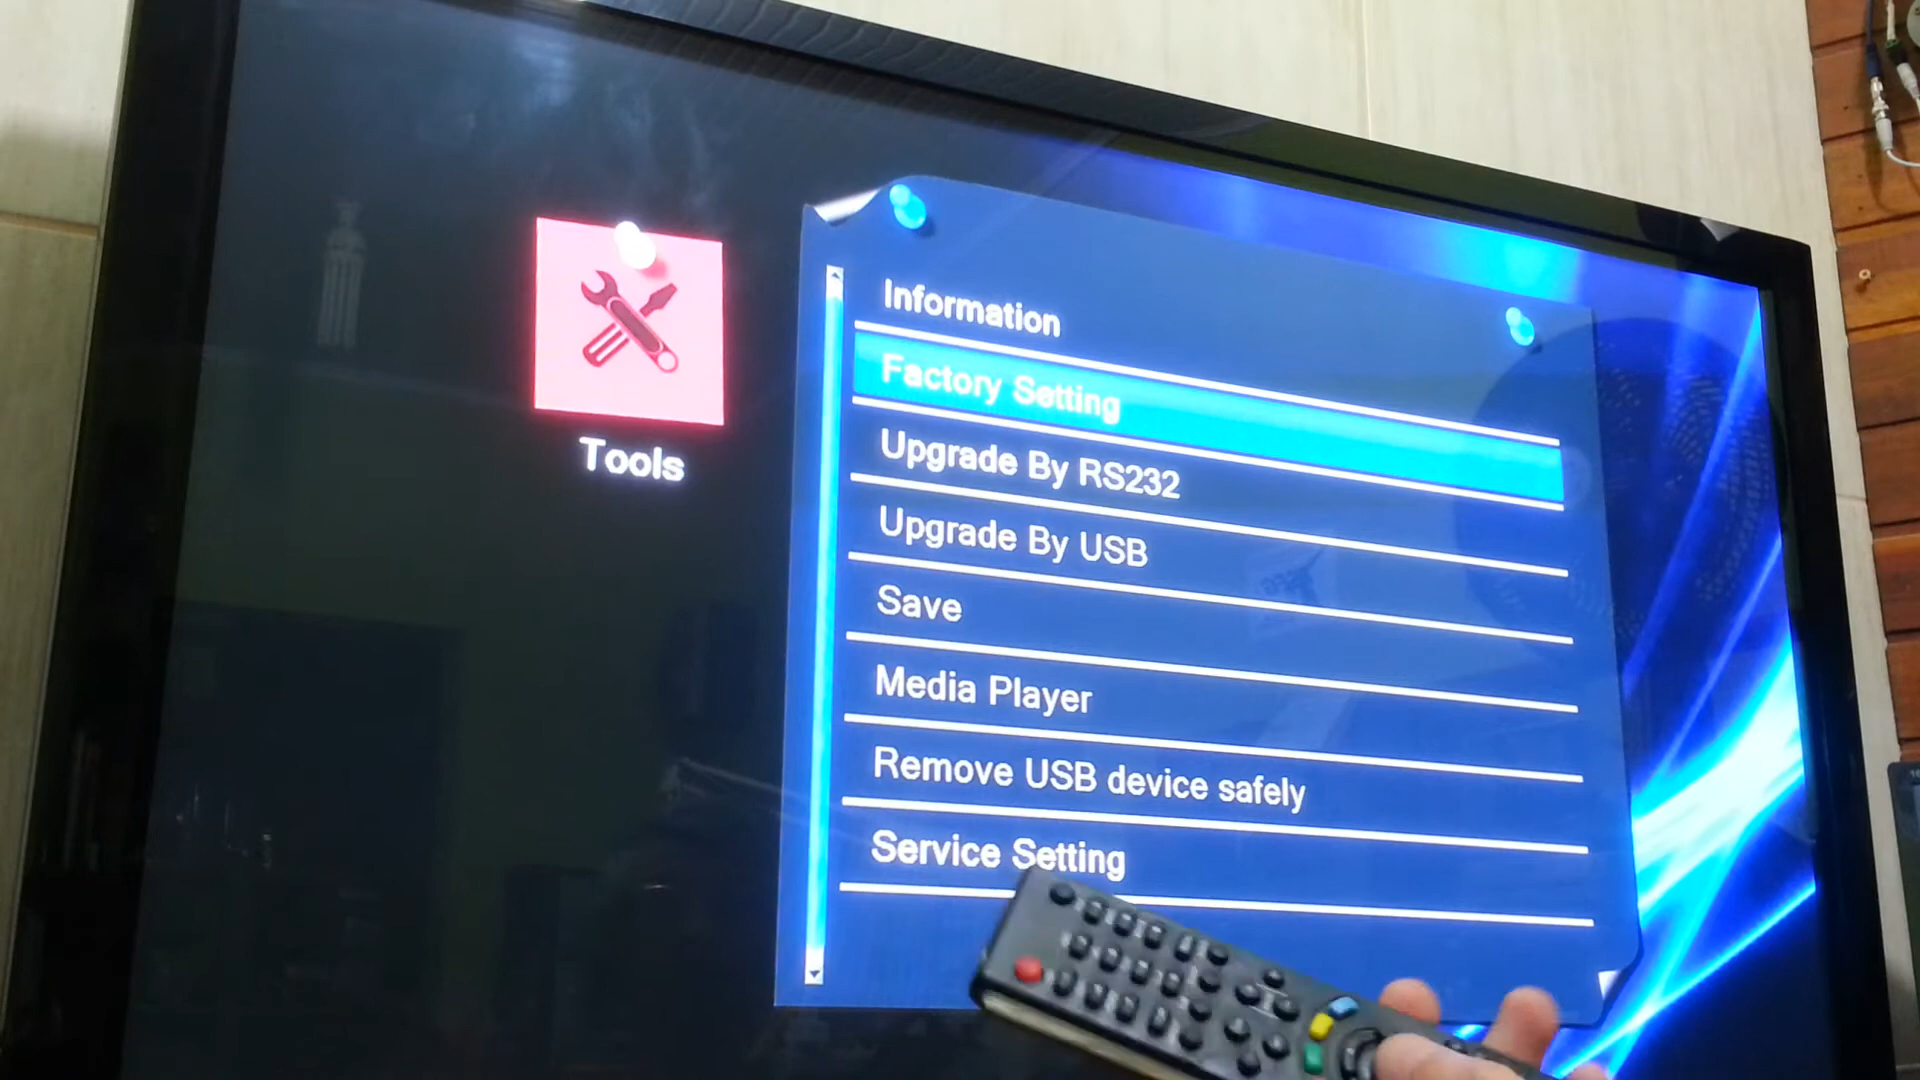 Information
Factory Setting
Upgrade By RS232
Upgrade By USB
Save
Media Player
Remove USB device safely
Service Setting
Tools